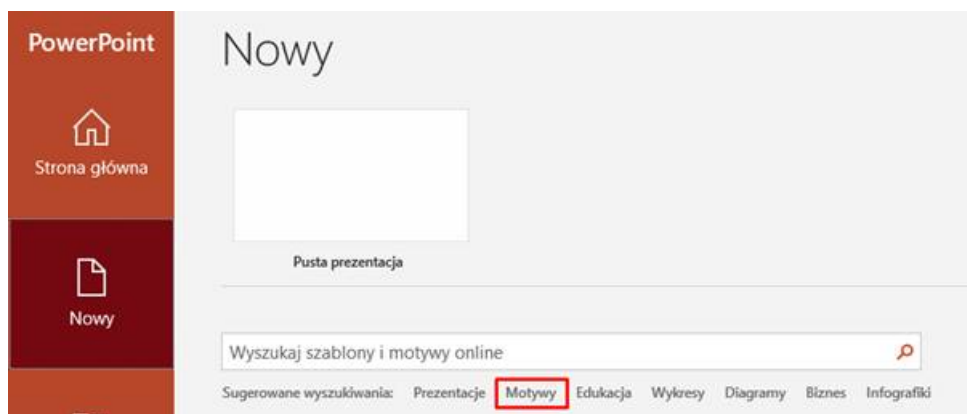 PowerPoint
Nowy
Strona główna
Pusta prezentacja
Nowy
Wyszukaj szablony i motywy online
Sugerowane wyszukiwania: Prezentacje Motywy Edukacja Wykresy Diagramy Biznes Infografiki